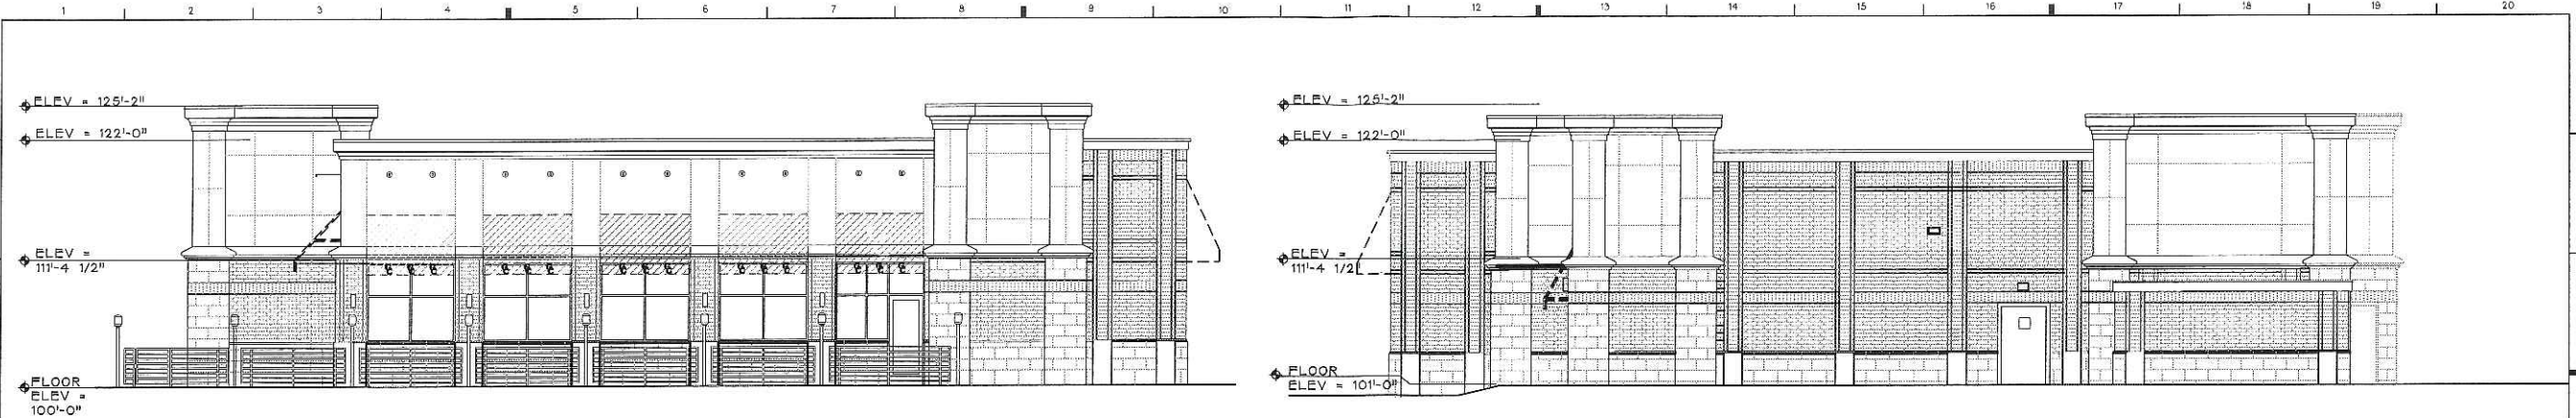 1 2 3 4 5 6 7 8 9 10 11 12 13 14 15 16 17 18 19 20
ELEV = 125'-2"
ELEV = 122'-0"
ELEV =
111'-4 1/2"
FLOOR
ELEV =
100'-0"
ELEV = 125'-2"
ELEV = 122'-0"
ELEV =
111'-4 1/2
FLOOR
ELEV = 101'-0"